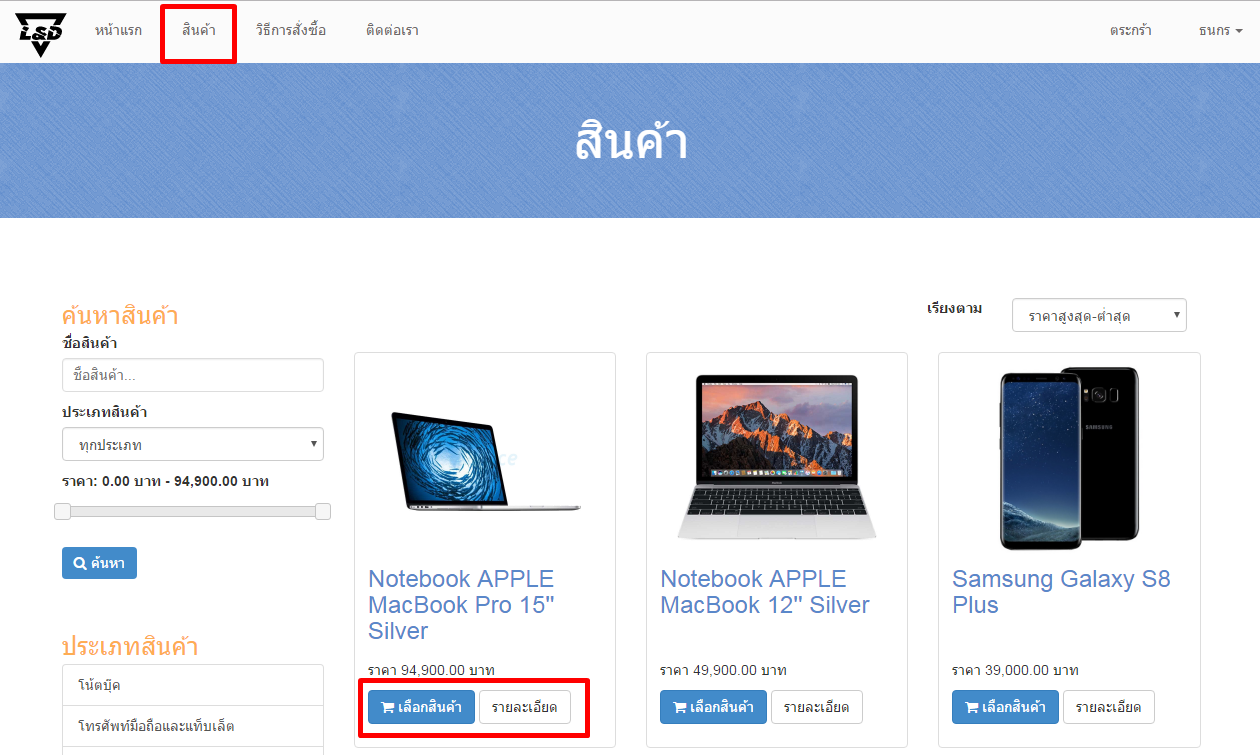 L&D
หน้าแรก
สินค้า
วิธีการสั่งซื้อ
ติดต่อเรา
ตระกร้า
ธนกร
สินค้า
ค้นหาสินค้า
ชื่อสินค้า
ชื่อสินค้า...
ประเภทสินค้า
ทุกประเภท
ราคา: 0.00 บาท - 94,900.00 บาท
ค้นหา
ประเภทสินค้า
โน้ตบุ๊ค
โทรศัพท์มือถือและแท็บเล็ต
เรียงตาม
ราคาสูงสุด-ต่ำสุด
Notebook APPLE
MacBook Pro 15"
Silver
ราคา 94,900.00 บาท
เลือกสินค้า
รายละเอียด
Notebook APPLE
MacBook 12" Silver
ราคา 49,900.00 บาท
เลือกสินค้า
รายละเอียด
SAMSUNG
Samsung Galaxy S8
Plus
ราคา 39,000.00 บาท
เลือกสินค้า
รายละเอียด